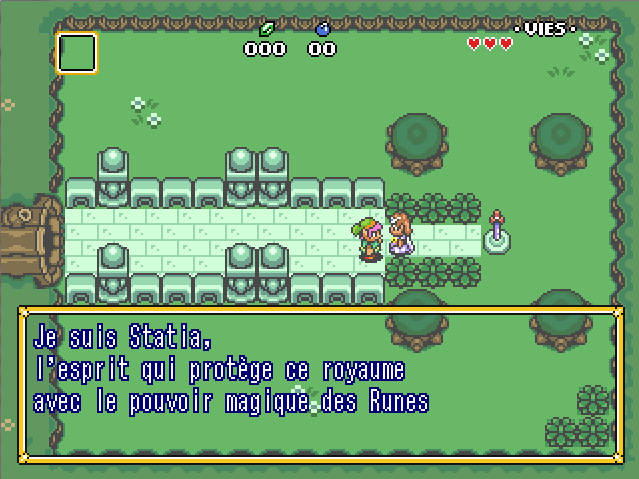 · VIES ·
000 00
Je suis Statia,
l'esprit qui protège ce royaume
avec le pouvoir magique des Runes